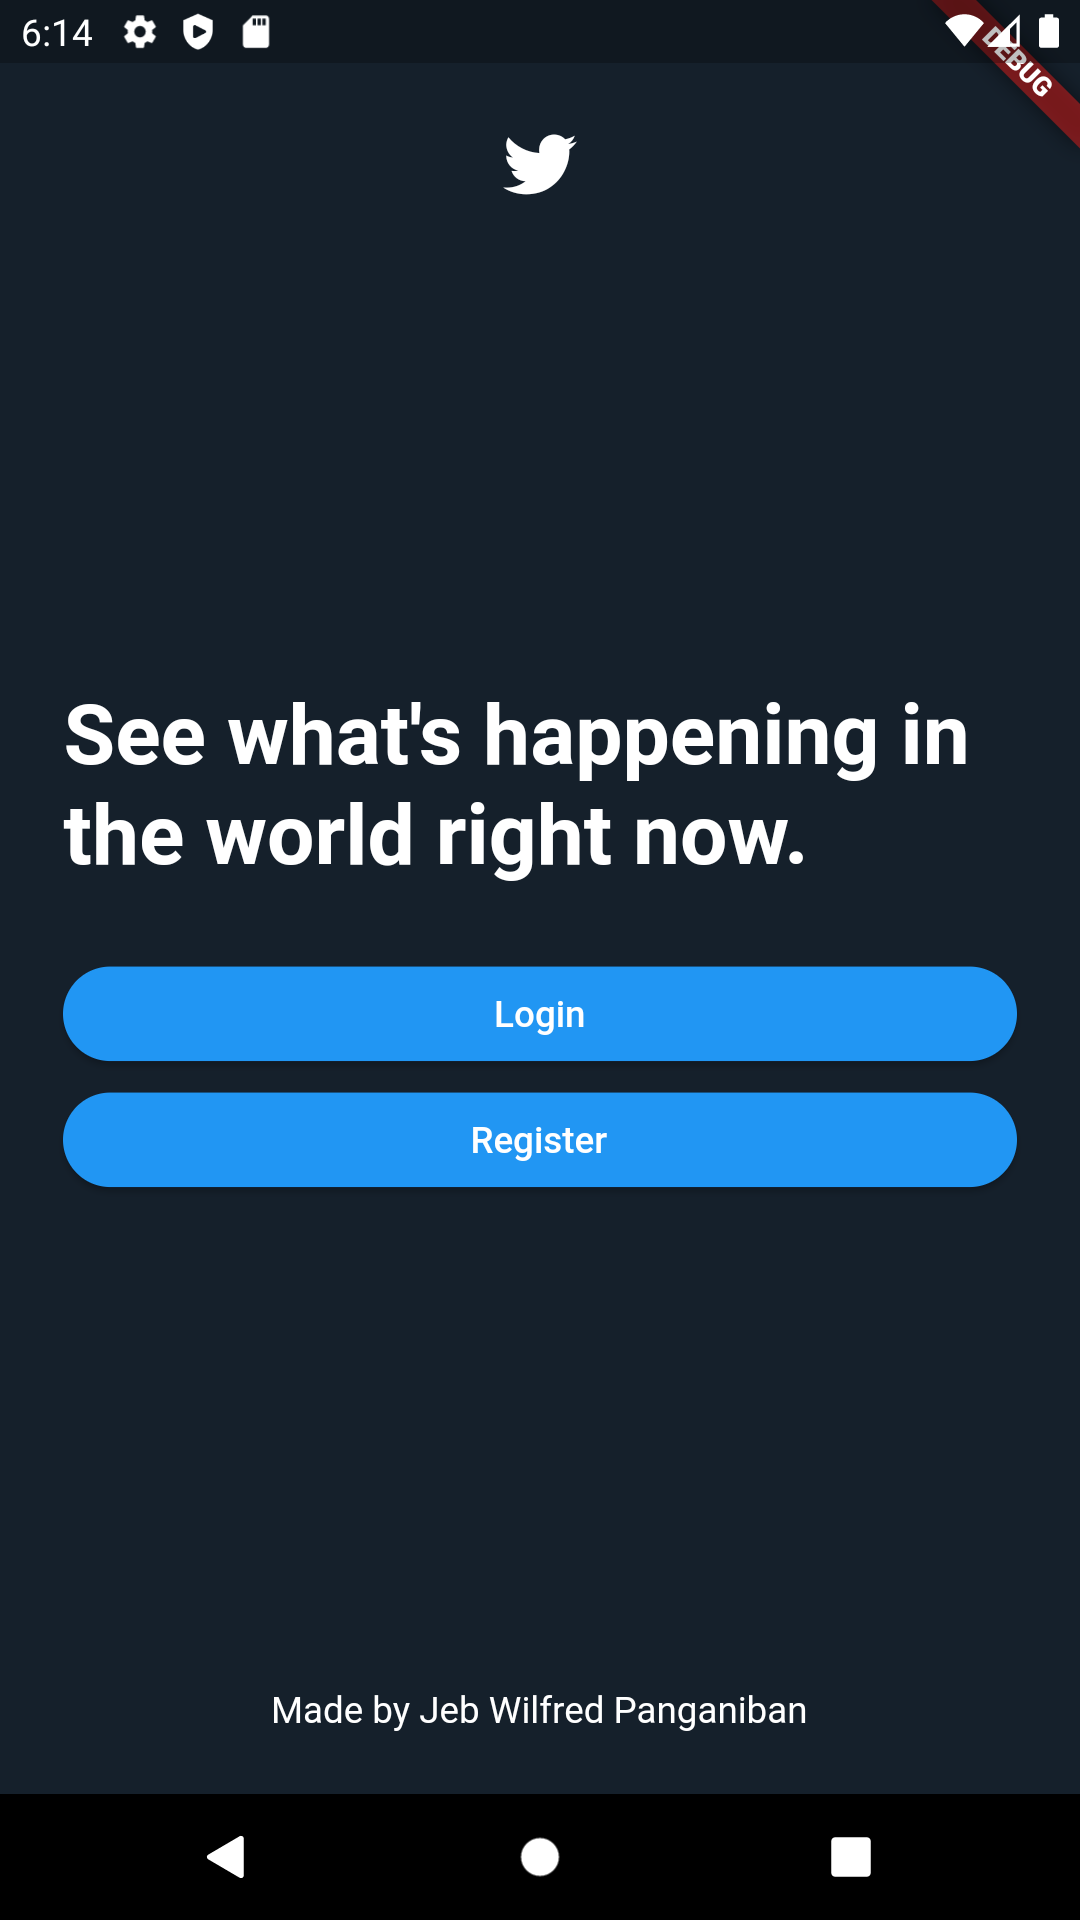 6:14
DEBUG
See what's happening in
the world right now.
Login
Register
Made by Jeb Wilfred Panganiban